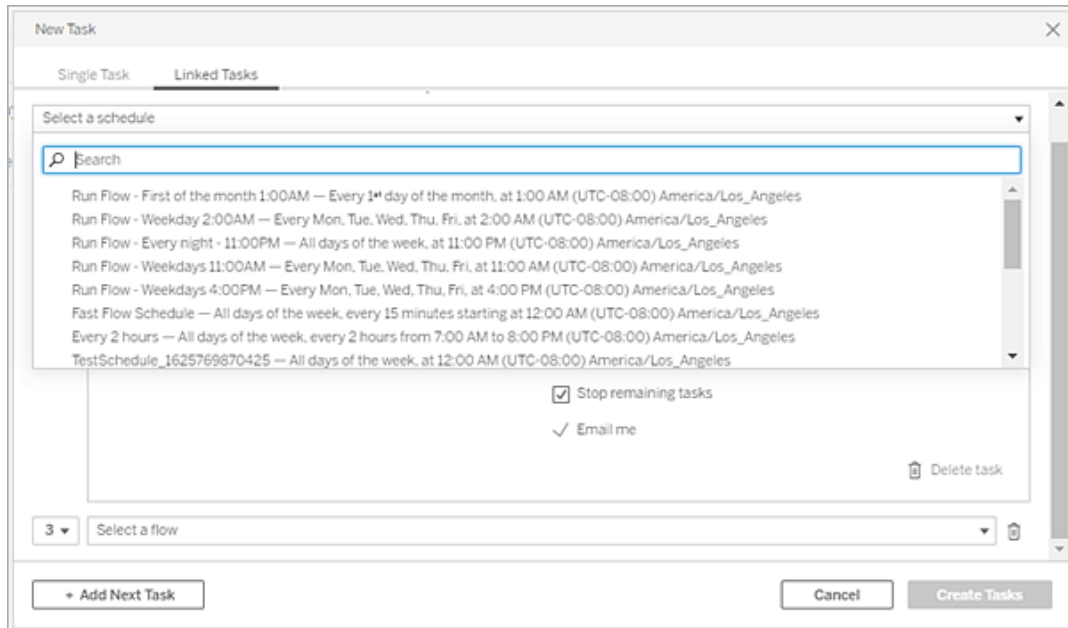 New Task
Single Task Linked Tasks
Select a schedule
Search
Run Flow - First of the month 1:00AM — Every 1st day of the month, at 1:00 AM (UTC-08:00) America/Los_Angeles
Run Flow - Weekday 2:00AM — Every Mon, Tue, Wed, Thu, Fri, at 2:00 AM (UTC-08:00) America/Los_Angeles
Run Flow - Every night - 11:00PM — All days of the week, at 11:00 PM (UTC-08:00) America/Los_Angeles
Run Flow - Weekdays 11:00AM — Every Mon, Tue, Wed, Thu, Fri, at 11:00 AM (UTC-08:00) America/Los_Angeles
Run Flow - Weekdays 4:00PM — Every Mon, Tue, Wed, Thu, Fri, at 4:00 PM (UTC-08:00) America/Los_Angeles
Fast Flow Schedule — All days of the week, every 15 minutes starting at 12:00 AM (UTC-08:00) America/Los_Angeles
Every 2 hours — All days of the week, every 2 hours from 7:00 AM to 8:00 PM (UTC-08:00) America/Los_Angeles
TestSchedule_1625769870425 — All days of the week, at 12:00 AM (UTC-08:00) America/Los_Angeles
Stop remaining tasks
Email me
Delete task
3 Select a flow
+ Add Next Task Cancel Create Tasks